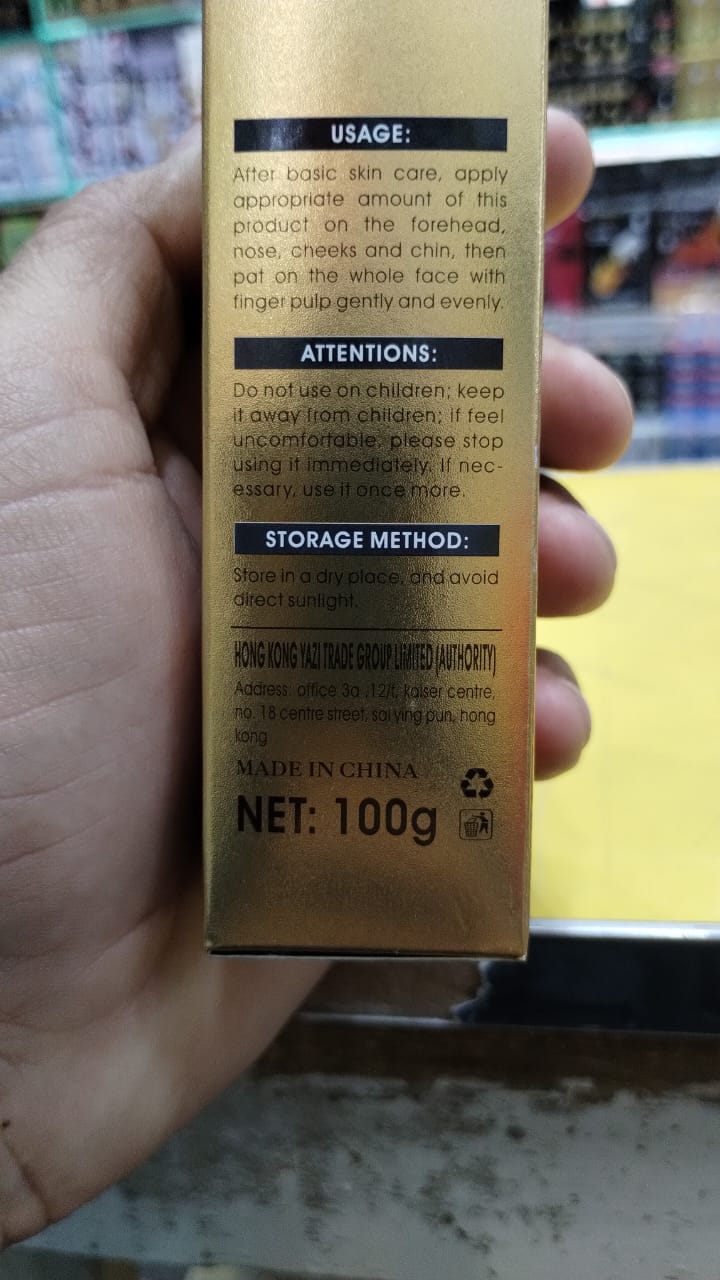 USAGE:
After basic skin care, apply
appropriate amount of this
product on the forehead,
nose, cheeks and chin, then
pat on the whole face with
finger pulp gently and evenly.
ATTENTIONS:
Do not use on children; keep
it away from children; if feel
uncomfortable, please stop
using it immediately. If nec-
essary, use it once more.
STORAGE METHOD:
Store in a dry place, and avoid
direct sunlight.
HONG KONG YAZI TRADE GROUP LIMITED (AUTHORITY)
Address: office 3a ,12/f, kaiser centre,
no. 18 centre street, sai ying pun, hong
kong
MADE IN CHINA
NET: 100g